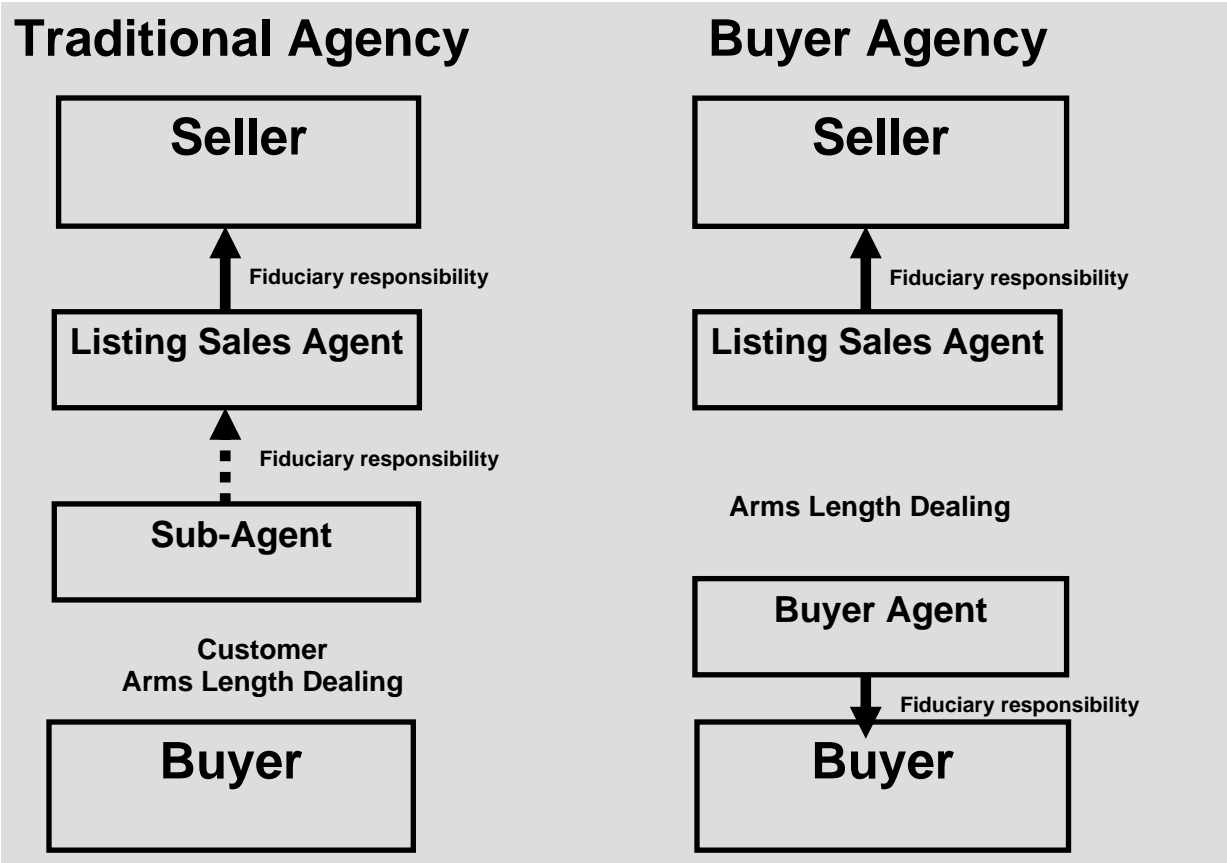 Traditional Agency
Seller
Fiduciary responsibility
Listing Sales Agent
Fiduciary responsibility
Sub-Agent
Customer
Arms Length Dealing
Buyer
Buyer Agency
Seller
Fiduciary responsibility
Listing Sales Agent
Arms Length Dealing
Buyer Agent
Fiduciary responsibility
Buyer